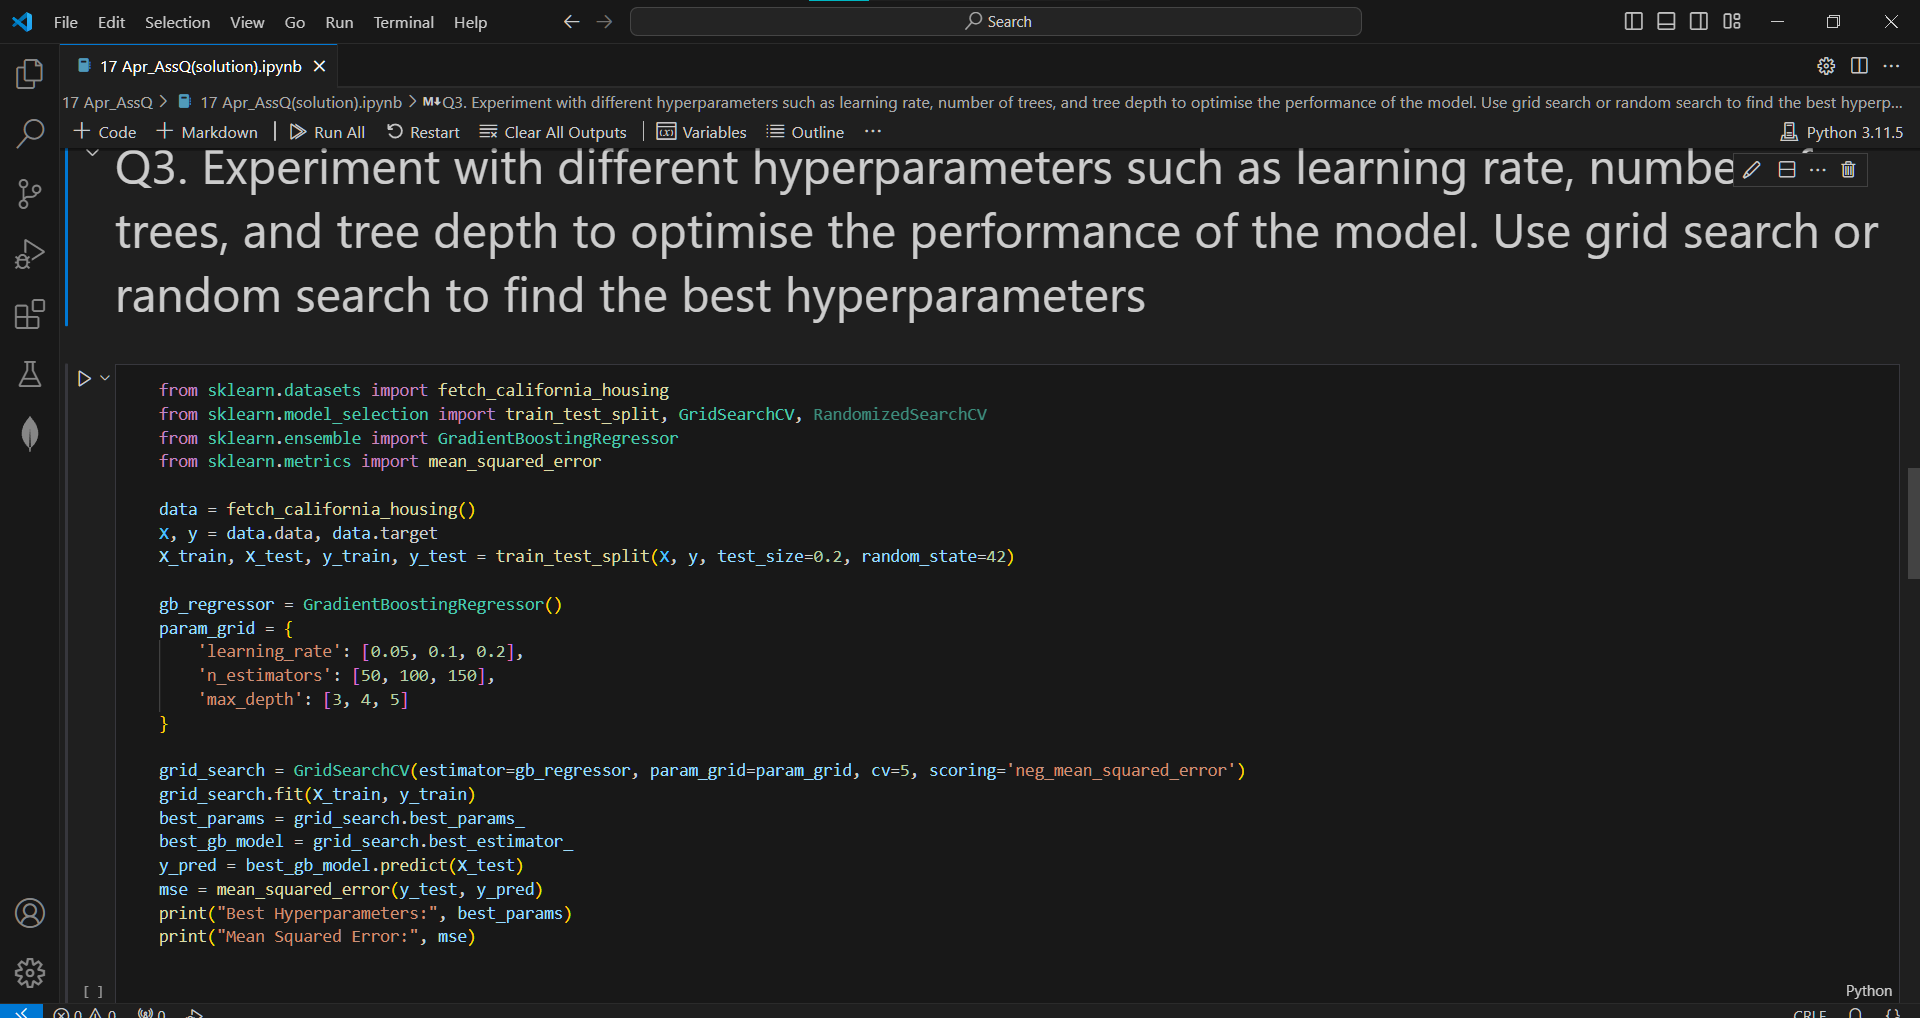 File Edit Selection View Go Run Terminal Help
Search
17 Apr_AssQ(solution).ipynb
17 Apr_AssQ > 17 Apr_AssQ(solution).ipynb > M↓Q3. Experiment with different hyperparameters such as learning rate, number of trees, and tree depth to optimise the performance of the model. Use grid search or random search to find the best hyperp...
+ Code + Markdown | Run All Restart Clear All Outputs | Variables Outline ...
Python 3.11.5
Q3. Experiment with different hyperparameters such as learning rate, numbe
trees, and tree depth to optimise the performance of the model. Use grid search or
random search to find the best hyperparameters
from sklearn.datasets import fetch_california_housing
from sklearn.model_selection import train_test_split, GridSearchCV, RandomizedSearchCV
from sklearn.ensemble import GradientBoostingRegressor
from sklearn.metrics import mean_squared_error
data = fetch_california_housing()
X, y = data.data, data.target
X_train, X_test, y_train, y_test = train_test_split(X, y, test_size=0.2, random_state=42)
gb_regressor = GradientBoostingRegressor()
param_grid = {
'learning_rate': [0.05, 0.1, 0.2],
'n_estimators': [50, 100, 150],
'max_depth': [3, 4, 5]
}
grid_search = GridSearchCV(estimator=gb_regressor, param_grid=param_grid, cv=5, scoring='neg_mean_squared_error')
grid_search.fit(X_train, y_train)
best_params = grid_search.best_params_
best_gb_model = grid_search.best_estimator_
y_pred = best_gb_model.predict(X_test)
mse = mean_squared_error(y_test, y_pred)
print("Best Hyperparameters:", best_params)
print("Mean Squared Error:", mse)
[ ]
Python
0 0 0
CRLF {}